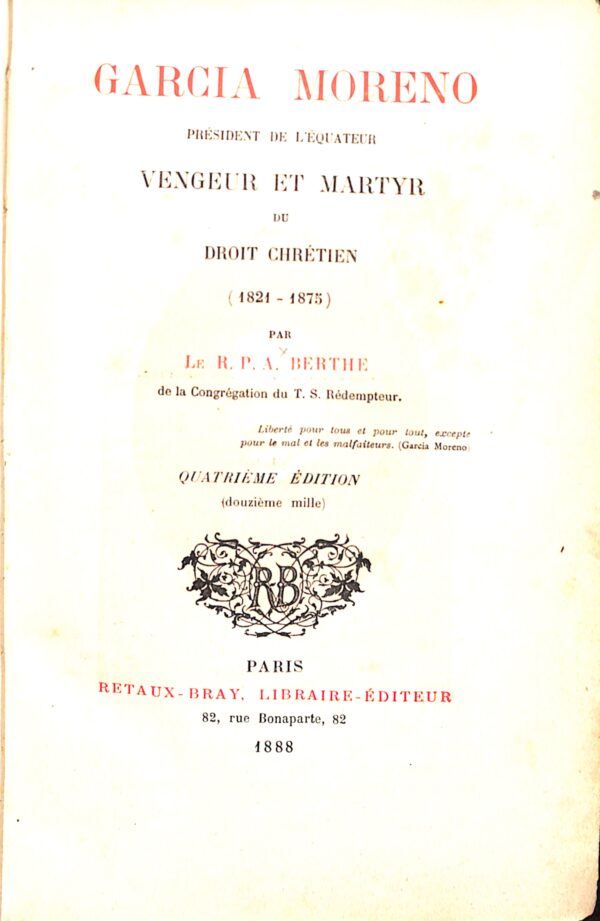 GARCIA MORENO
PRÉSIDENT DE L'ÉQUATEUR
VENGEUR ET MARTYR
DU
DROIT CHRÉTIEN
(1821 - 1875)
PAR
LE R. P. A. BERTHE
de la Congrégation du T. S. Rédempteur.
Liberté pour tous et pour tout, excepte
pour le mal et les malfaiteurs. (Garcia Moreno)
QUATRIÈME ÉDITION
(douzième mille)
RB
PARIS
RETAUX-BRAY, LIBRAIRE-ÉDITEUR
82, rue Bonaparte, 82
1888